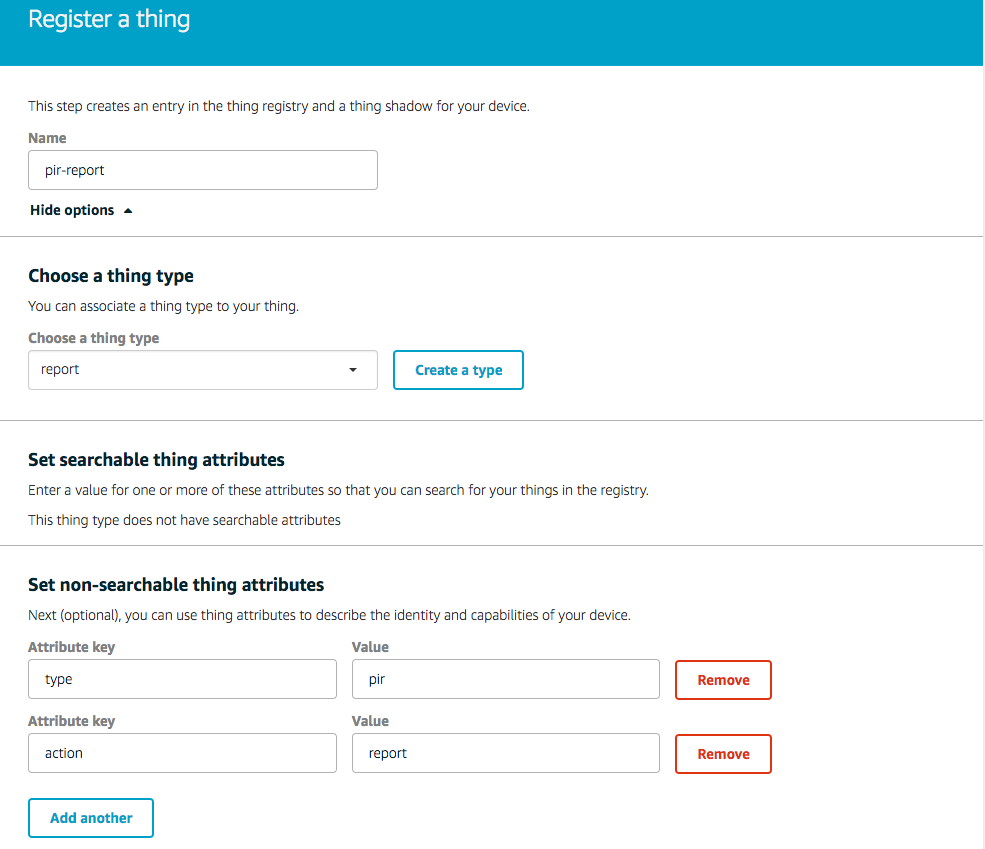 Register a thing
This step creates an entry in the thing registry and a thing shadow for your device.
Name
pir-report
Hide options
Choose a thing type
You can associate a thing type to your thing.
Choose a thing type
report
Create a type
Set searchable thing attributes
Enter a value for one or more of these attributes so that you can search for your things in the registry.
This thing type does not have searchable attributes
Set non-searchable thing attributes
Next (optional), you can use thing attributes to describe the identity and capabilities of your device.
Attribute key Value
type pir Remove
Attribute key Value
action report Remove
Add another